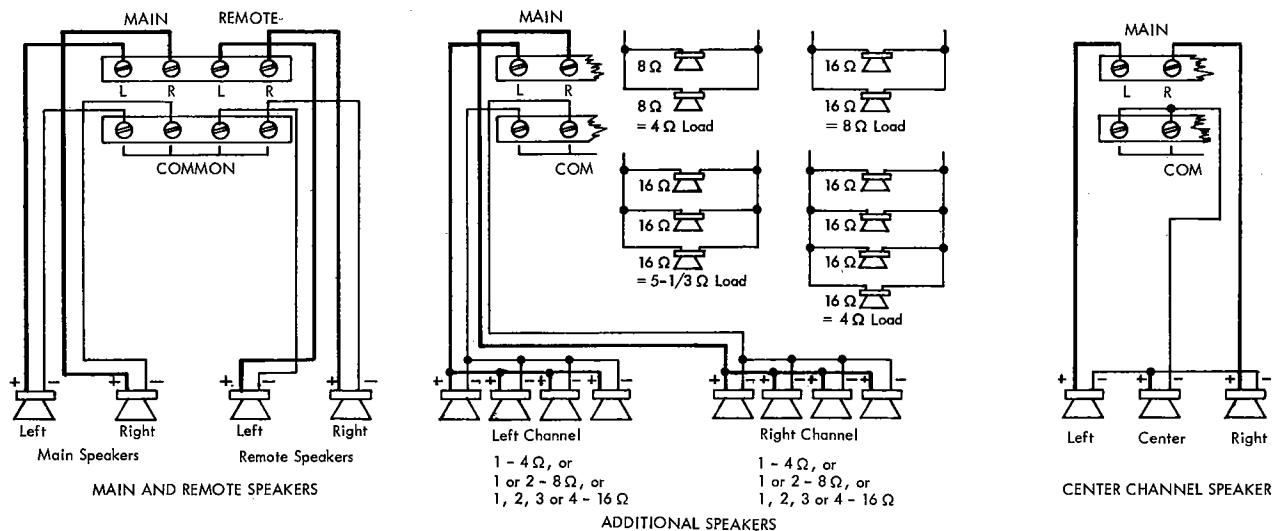 MAIN REMOTE
L R L R
COMMON
+ − + − + − + −
Left Right Left Right
Main Speakers Remote Speakers
MAIN AND REMOTE SPEAKERS
MAIN
L R
COM
8 Ω
8 Ω
= 4 Ω Load
16 Ω
16 Ω
= 8 Ω Load
16 Ω
16 Ω
16 Ω
= 5-1/3 Ω Load
16 Ω
16 Ω
16 Ω
16 Ω
= 4 Ω Load
+ − + − + − + −
+ − + − + − + −
Left Channel
1 - 4 Ω, or
1 or 2 - 8 Ω, or
1, 2, 3 or 4 - 16 Ω
Right Channel
1 - 4 Ω, or
1 or 2 - 8 Ω, or
1, 2, 3 or 4 - 16 Ω
ADDITIONAL SPEAKERS
MAIN
L R
COM
+ − + − + −
Left Center Right
CENTER CHANNEL SPEAKER